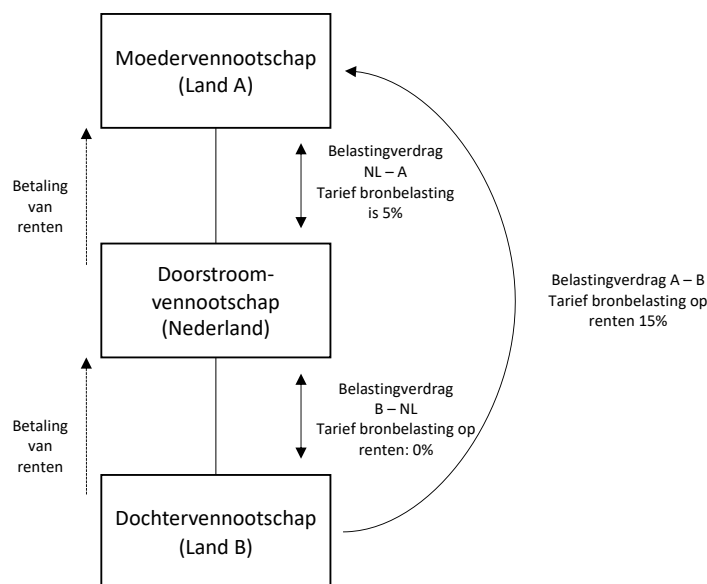 Moedervennootschap
(Land A)
Betaling
van
renten
Belastingverdrag
NL – A
Tarief bronbelasting
is 5%
Doorstroom-
vennootschap
(Nederland)
Belastingverdrag A – B
Tarief bronbelasting op
renten 15%
Betaling
van
renten
Belastingverdrag
B – NL
Tarief bronbelasting op
renten: 0%
Dochtervennootschap
(Land B)